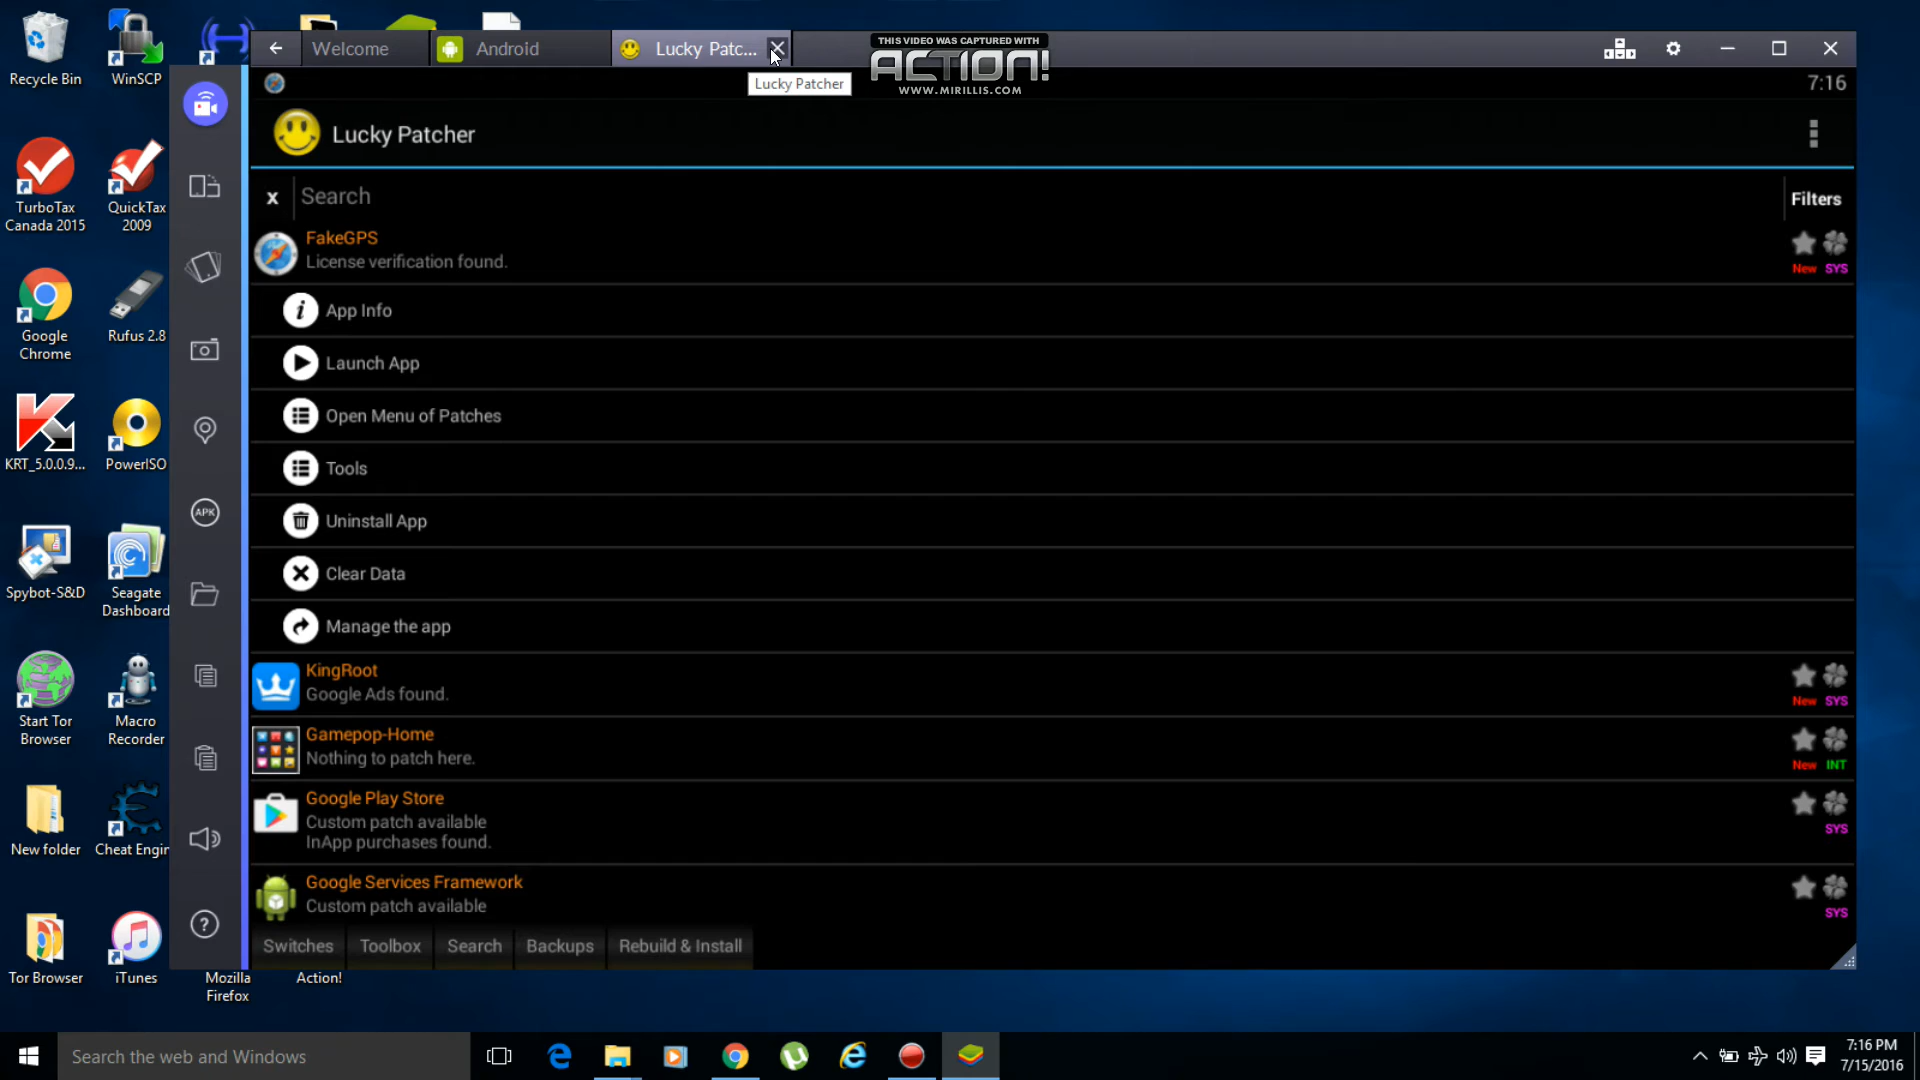 Recycle Bin
WinSCP
TurboTax
Canada 2015
QuickTax
2009
Google
Chrome
Rufus 2.8
KRT_5.0.0.9...
PowerISO
Spybot-S&D
Seagate
Dashboard
Start Tor
Browser
Macro
Recorder
New folder
Cheat Engin
Tor Browser
iTunes
Mozilla
Firefox
Action!
Welcome
Android
Lucky Patc...
Lucky Patcher
THIS VIDEO WAS CAPTURED WITH
ACTION!
WWW.MIRILLIS.COM
7:16
Lucky Patcher
x
Search
Filters
FakeGPS
License verification found.
New SYS
i
App Info
Launch App
Open Menu of Patches
Tools
Uninstall App
Clear Data
Manage the app
KingRoot
Google Ads found.
New SYS
Gamepop-Home
Nothing to patch here.
New INT
Google Play Store
Custom patch available
InApp purchases found.
SYS
Google Services Framework
Custom patch available
SYS
Switches
Toolbox
Search
Backups
Rebuild & Install
APK
?
Search the web and Windows
7:16 PM
7/15/2016